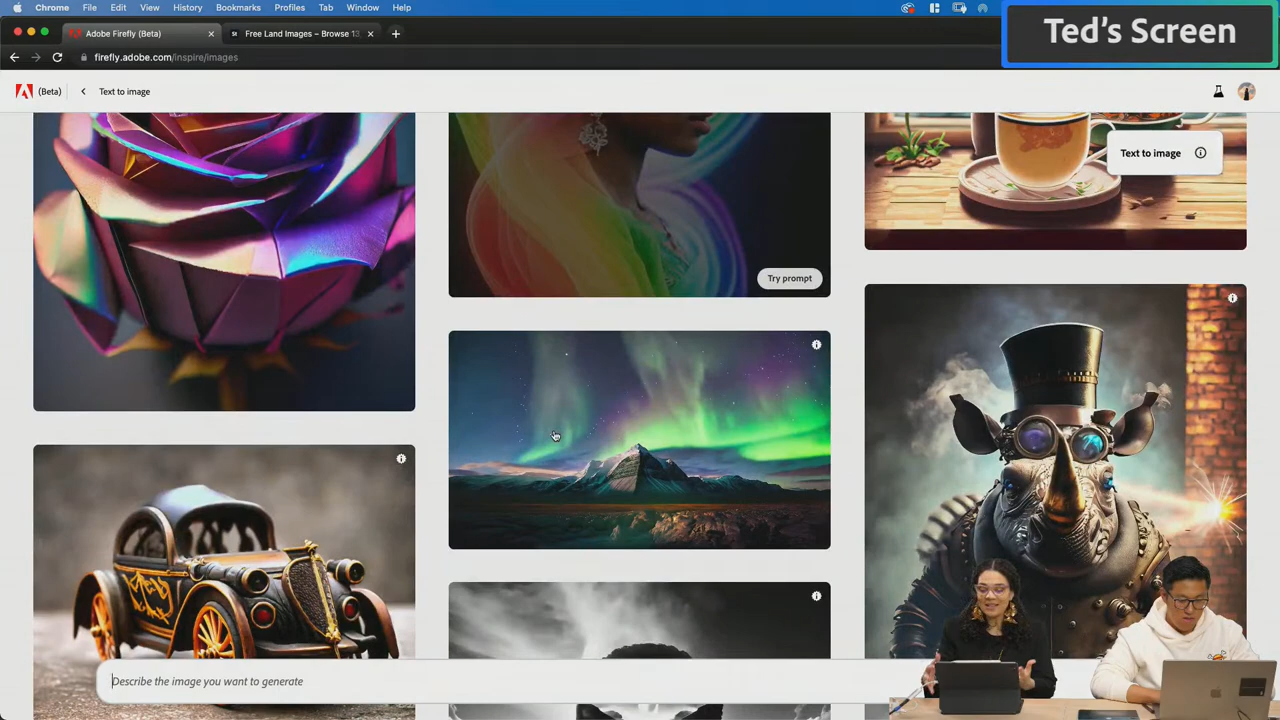 Chrome File Edit View History Bookmarks Profiles Tab Window Help
Ted's Screen
Adobe Firefly (Beta)
Free Land Images – Browse 13
firefly.adobe.com/inspire/images
(Beta) Text to image
Text to image
Try prompt
Describe the image you want to generate